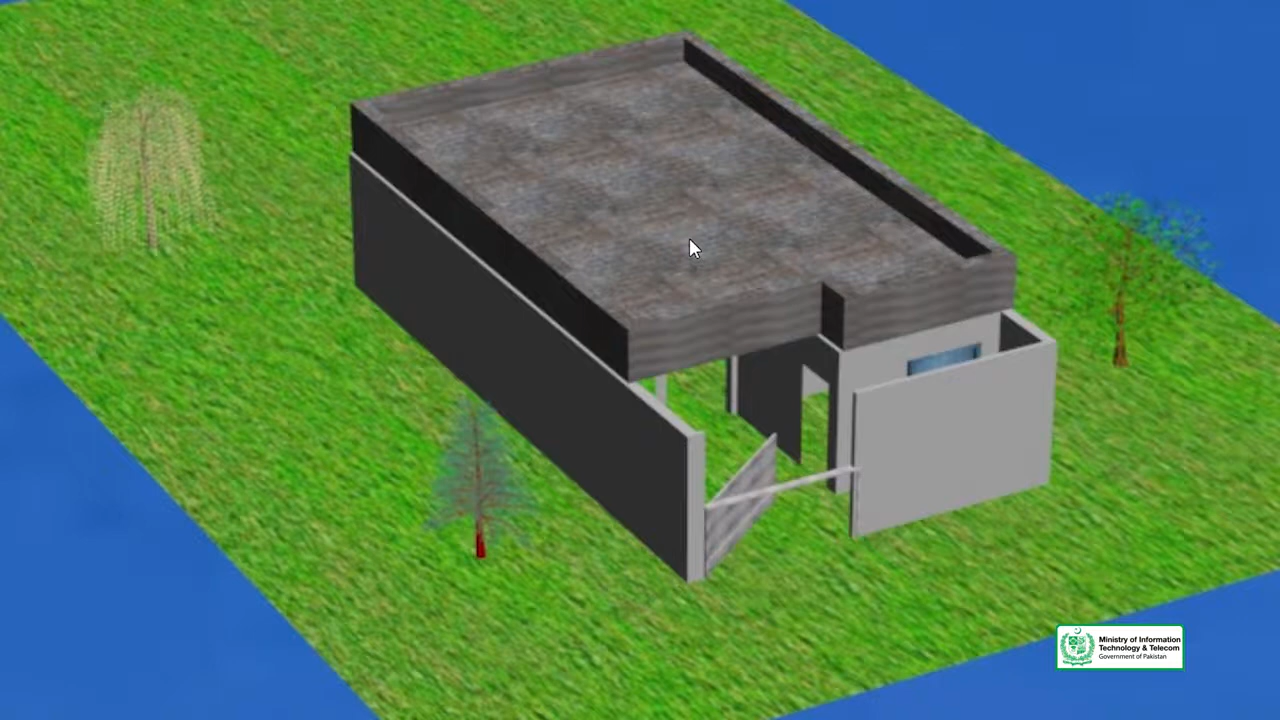 Ministry of Information
Technology & Telecom
Government of Pakistan